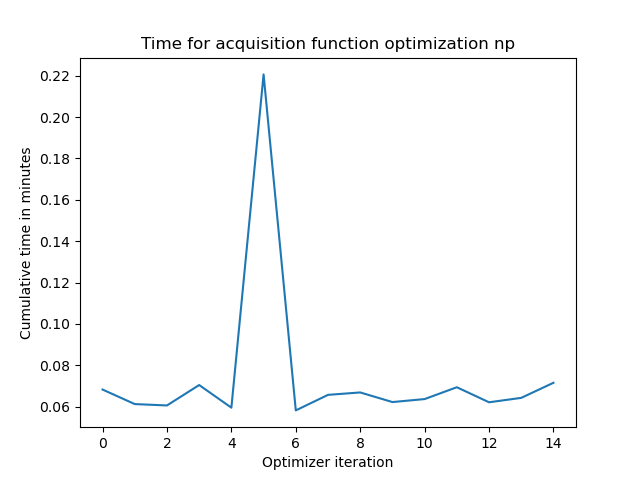 Time for acquisition function optimization np
Cumulative time in minutes
0.22
0.20
0.18
0.16
0.14
0.12
0.10
0.08
0.06
0 2 4 6 8 10 12 14
Optimizer iteration